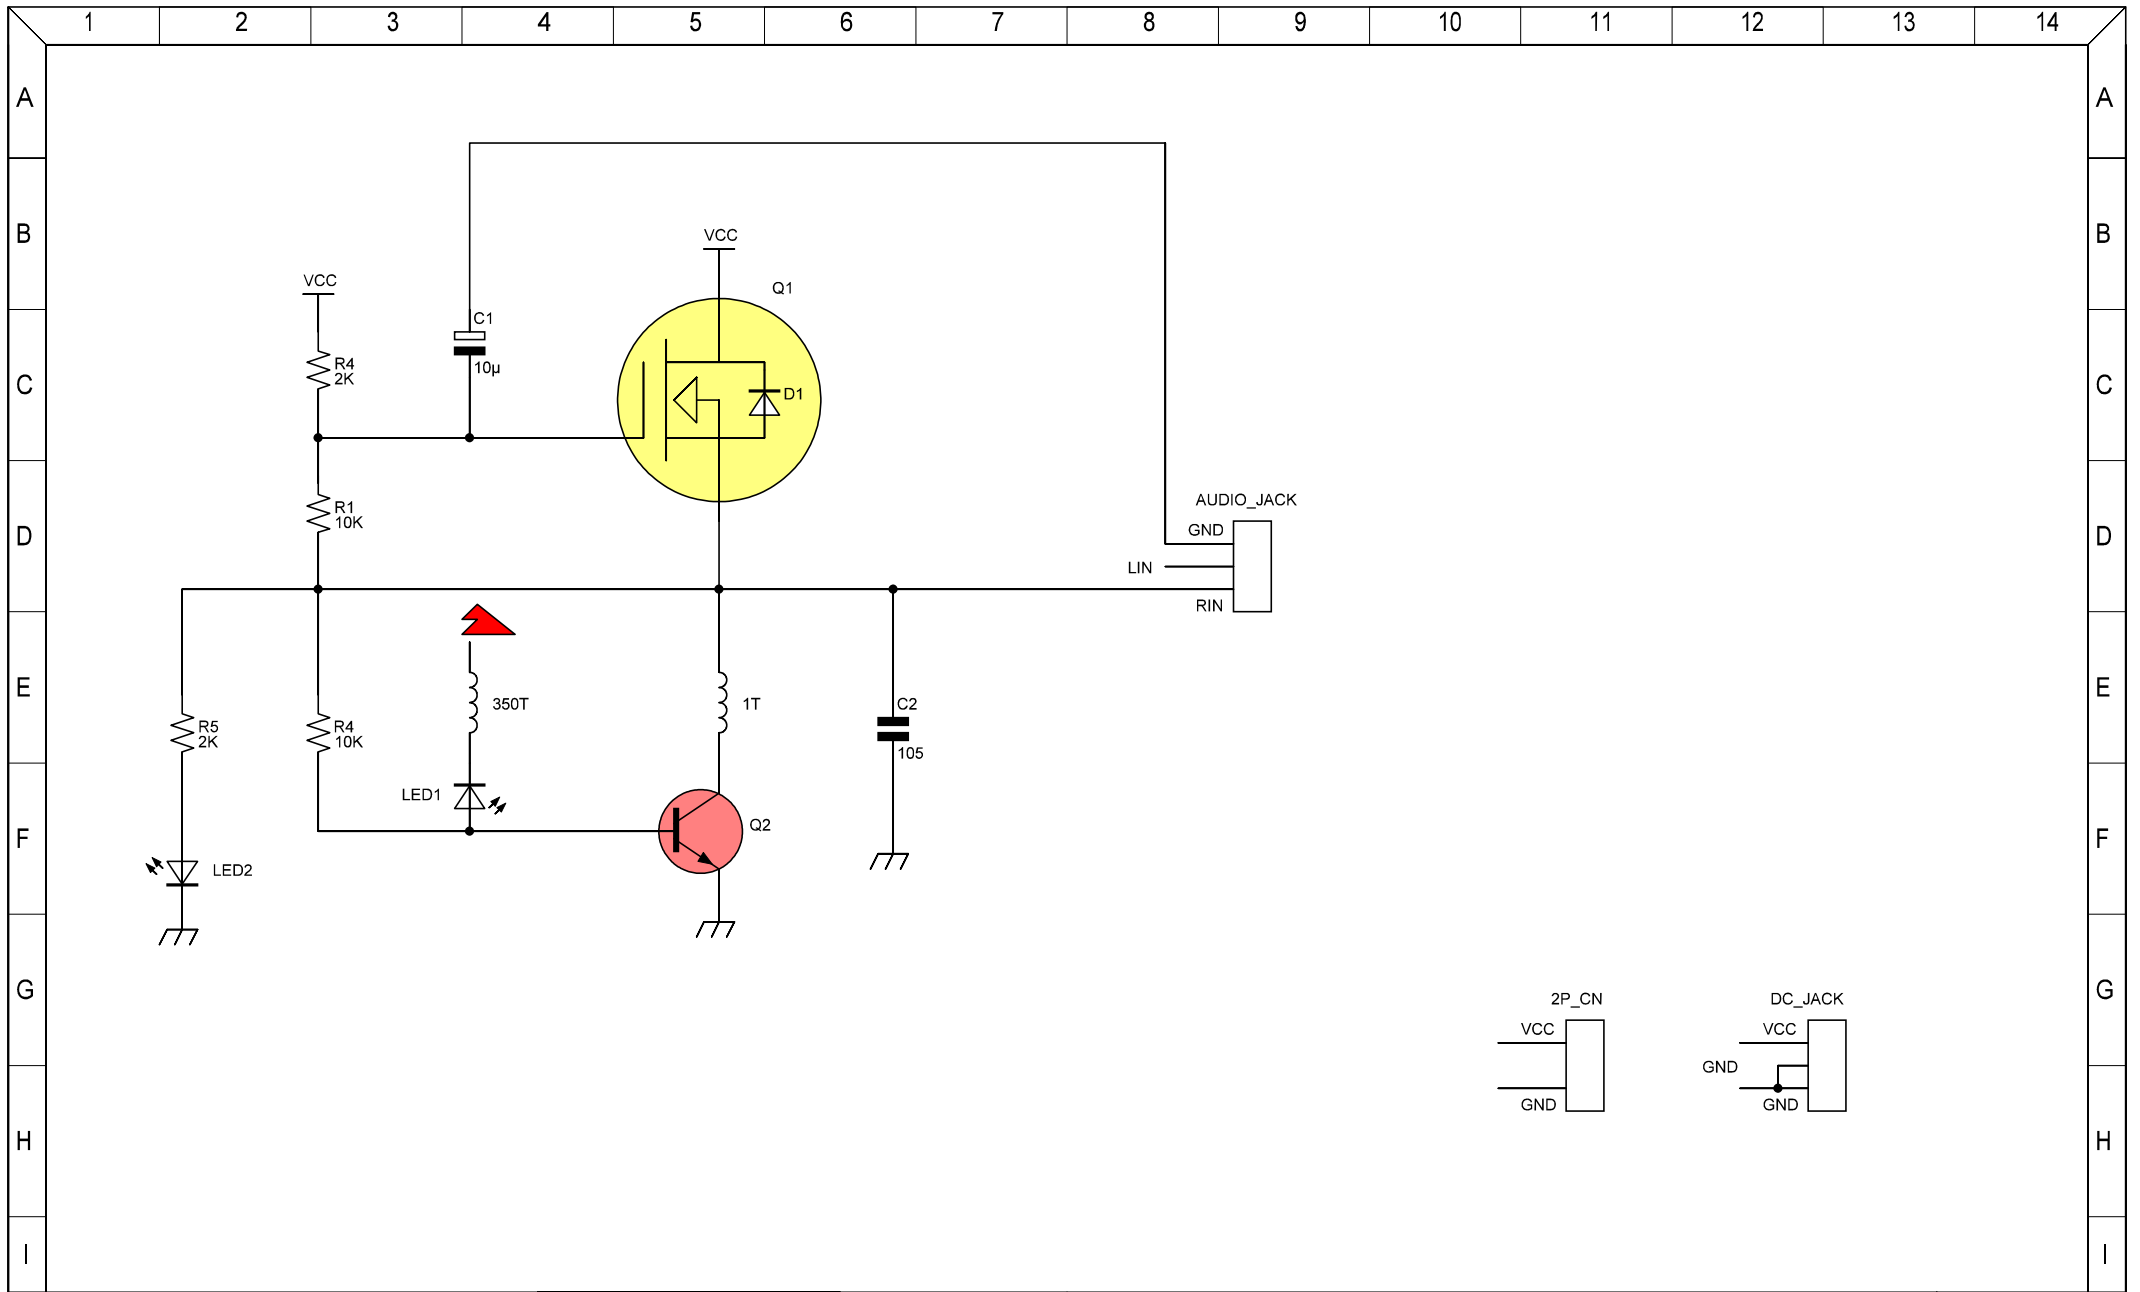 1 2 3 4 5 6 7 8 9 10 11 12 13 14
A A
B B
VCC
Q1
VCC
C1
10µ
R4
2K
C C
D1
R1
10K
AUDIO_JACK
GND
D D
LIN
RIN
E E
350T
1T
C2
105
R5
2K
R4
10K
LED1
Q2
F F
LED2
G G
2P_CN DC_JACK
VCC VCC
GND
GND GND
H H
I I